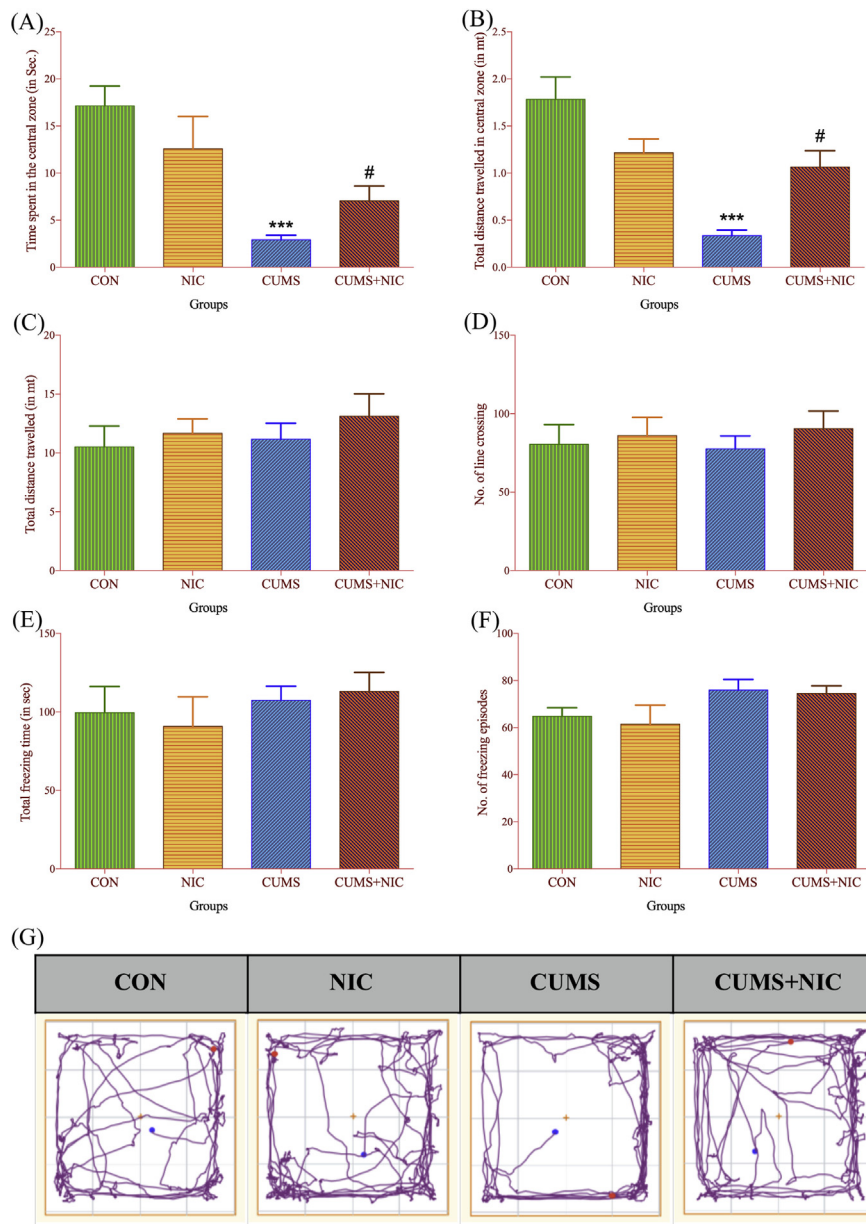 (A)
Time spent in the central zone (in Sec.)
25
20
15
10
5
0
***
#
CON NIC CUMS CUMS+NIC
Groups
(B)
Total distance travelled in central zone (in mt)
2.5
2.0
1.5
1.0
0.5
0.0
***
#
CON NIC CUMS CUMS+NIC
Groups
(C)
Total distance travelled (in mt)
20
15
10
5
0
CON NIC CUMS CUMS+NIC
Groups
(D)
No. of line crossing
150
100
50
0
CON NIC CUMS CUMS+NIC
Groups
(E)
Total freezing time (in sec)
150
100
50
0
CON NIC CUMS CUMS+NIC
Groups
(F)
No. of freezing episodes
100
80
60
40
20
0
CON NIC CUMS CUMS+NIC
Groups
(G)
CON NIC CUMS CUMS+NIC